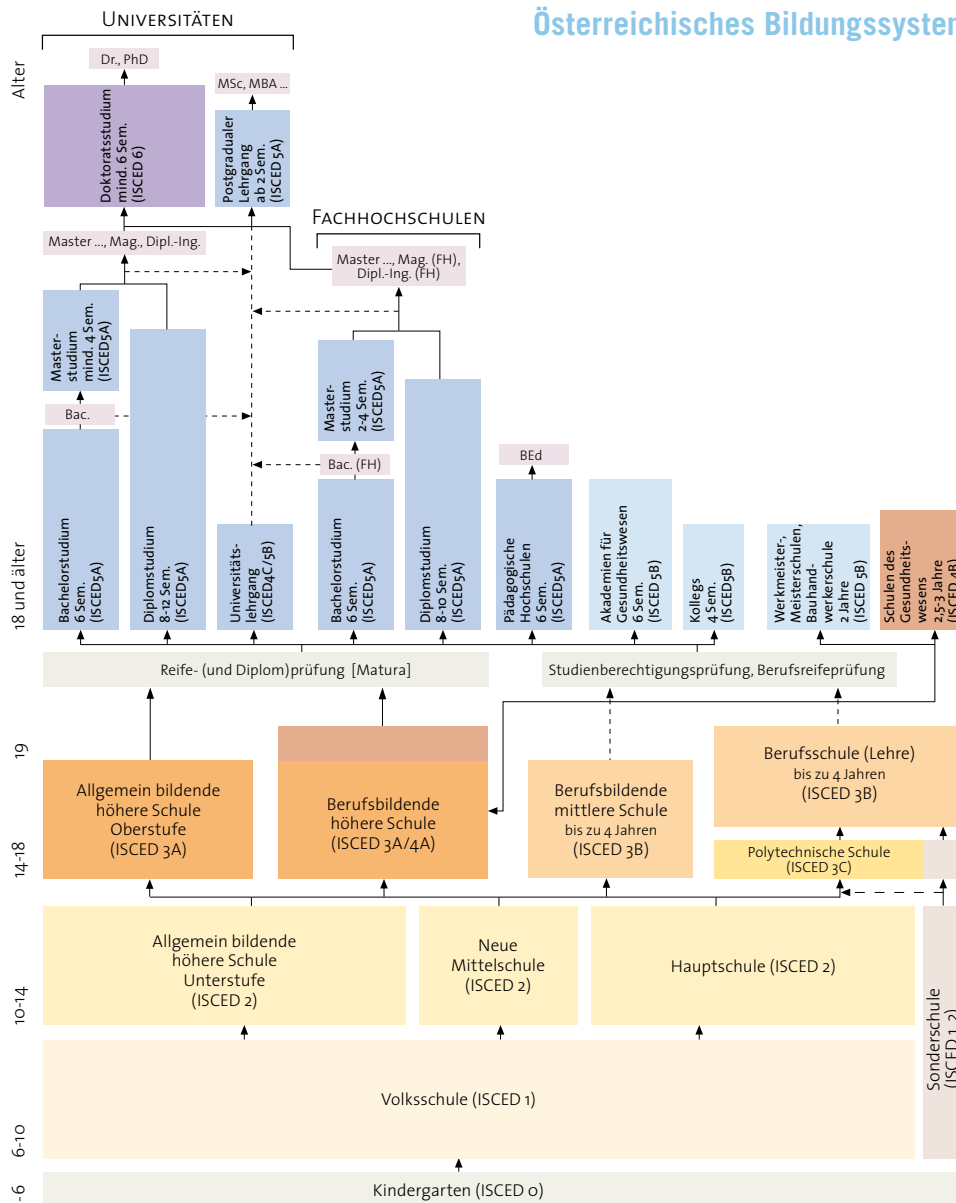 Österreichisches Bildungssystem
UNIVERSITÄTEN
Alter
Dr., PhD
MSc, MBA ...
Doktoratsstudium
mind. 6 Sem.
(ISCED 6)
Postgradualer
Lehrgang
ab 2 Sem.
(ISCED 5A)
FACHHOCHSCHULEN
Master ..., Mag., Dipl.-Ing.
Master ..., Mag. (FH),
Dipl.-Ing. (FH)
Master-
studium
mind. 4 Sem.
(ISCED5A)
Master-
studium
2-4 Sem.
(ISCED5A)
Bac.
Bac. (FH)
BEd
18 und älter
Bachelorstudium
6 Sem.
(ISCED5A)
Diplomstudium
8-12 Sem.
(ISCED5A)
Universitäts-
lehrgang
(ISCED4C/5B)
Bachelorstudium
6 Sem.
(ISCED5A)
Diplomstudium
8-10 Sem.
(ISCED5A)
Pädagogische
Hochschulen
6 Sem.
(ISCED5A)
Akademien für
Gesundheitswesen
6 Sem.
(ISCED 5B)
Kollegs
4 Sem.
(ISCED5B)
Werkmeister-,
Meisterschulen,
Bauhand-
werkerschule
2 Jahre
(ISCED 5B)
Schulen des
Gesundheits-
wesens
2,5-3 Jahre
(ISCED 4B)
Reife- (und Diplom)prüfung [Matura]
Studienberechtigungsprüfung, Berufsreifeprüfung
19
Allgemein bildende
höhere Schule
Oberstufe
(ISCED 3A)
Berufsbildende
höhere Schule
(ISCED 3A/4A)
Berufsbildende
mittlere Schule
bis zu 4 Jahren
(ISCED 3B)
Berufsschule (Lehre)
bis zu 4 Jahren
(ISCED 3B)
14-18
Polytechnische Schule
(ISCED 3C)
10-14
Allgemein bildende
höhere Schule
Unterstufe
(ISCED 2)
Neue
Mittelschule
(ISCED 2)
Hauptschule (ISCED 2)
Sonderschule
(ISCED 1, 2)
6-10
Volksschule (ISCED 1)
-6
Kindergarten (ISCED 0)